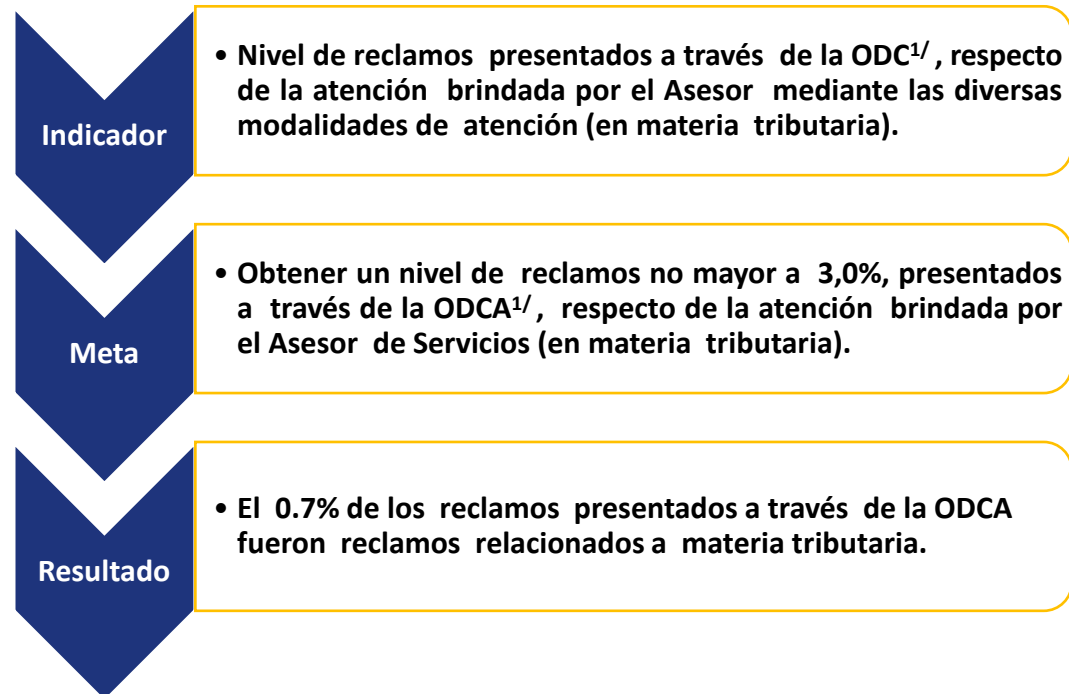 Indicador
• Nivel de reclamos presentados a través de la ODC1/ , respecto
de la atención brindada por el Asesor mediante las diversas
modalidades de atención (en materia tributaria).
Meta
• Obtener un nivel de reclamos no mayor a 3,0%, presentados
a través de la ODCA1/ , respecto de la atención brindada por
el Asesor de Servicios (en materia tributaria).
Resultado
• El 0.7% de los reclamos presentados a través de la ODCA
fueron reclamos relacionados a materia tributaria.